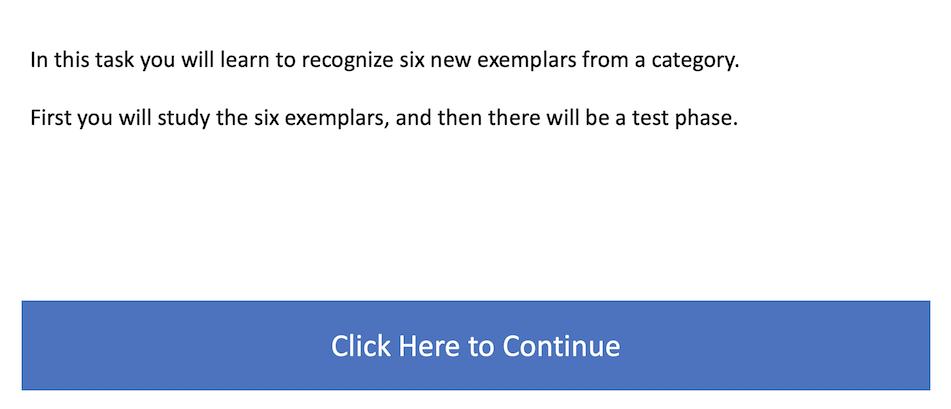 In this task you will learn to recognize six new exemplars from a category.
First you will study the six exemplars, and then there will be a test phase.
Click Here to Continue